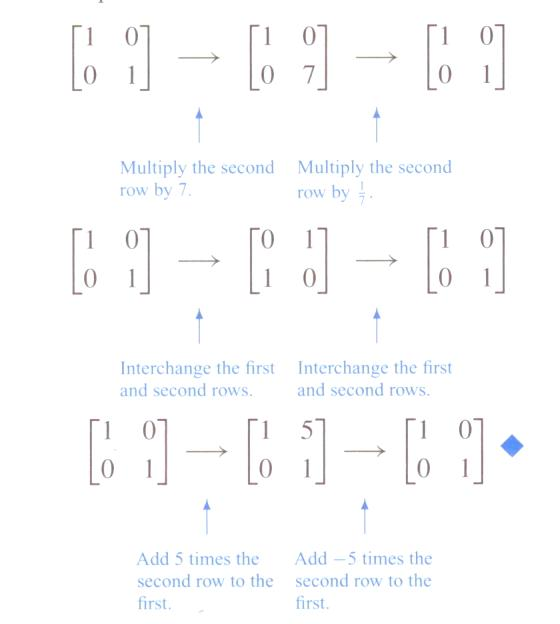 [1 0] → [1 0] → [1 0]
[0 1] [0 7] [0 1]
Multiply the second Multiply the second
row by 7. row by 1/7.
[1 0] → [0 1] → [1 0]
[0 1] [1 0] [0 1]
Interchange the first Interchange the first
and second rows. and second rows.
[1 0] → [1 5] → [1 0]
[0 1] [0 1] [0 1]
Add 5 times the Add −5 times the
second row to the second row to the
first. first.